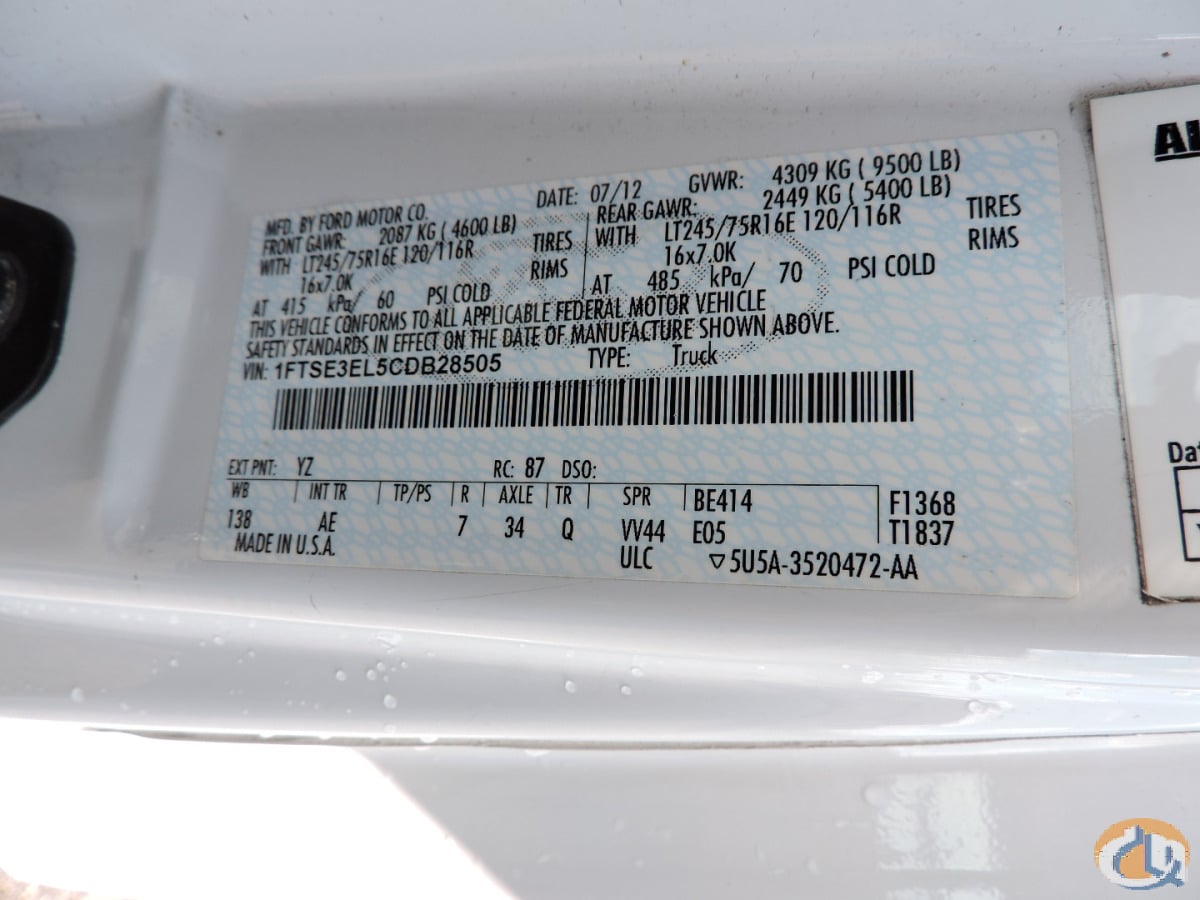 MFD. BY FORD MOTOR CO. DATE: 07/12 GVWR: 4309 KG ( 9500 LB)
FRONT GAWR: 2087 KG ( 4600 LB) REAR GAWR: 2449 KG ( 5400 LB)
WITH LT245/75R16E 120/116R TIRES WITH LT245/75R16E 120/116R TIRES
16x7.0K RIMS 16x7.0K RIMS
AT 415 kPa/ 60 PSI COLD AT 485 kPa/ 70 PSI COLD
THIS VEHICLE CONFORMS TO ALL APPLICABLE FEDERAL MOTOR VEHICLE
SAFETY STANDARDS IN EFFECT ON THE DATE OF MANUFACTURE SHOWN ABOVE.
VIN: 1FTSE3EL5CDB28505 TYPE: Truck
EXT PNT: YZ RC: 87 DSO:
WB INT TR TP/PS R AXLE TR SPR BE414 F1368
138 AE 7 34 Q VV44 E05 T1837
MADE IN U.S.A. ULC ▽5U5A-3520472-AA